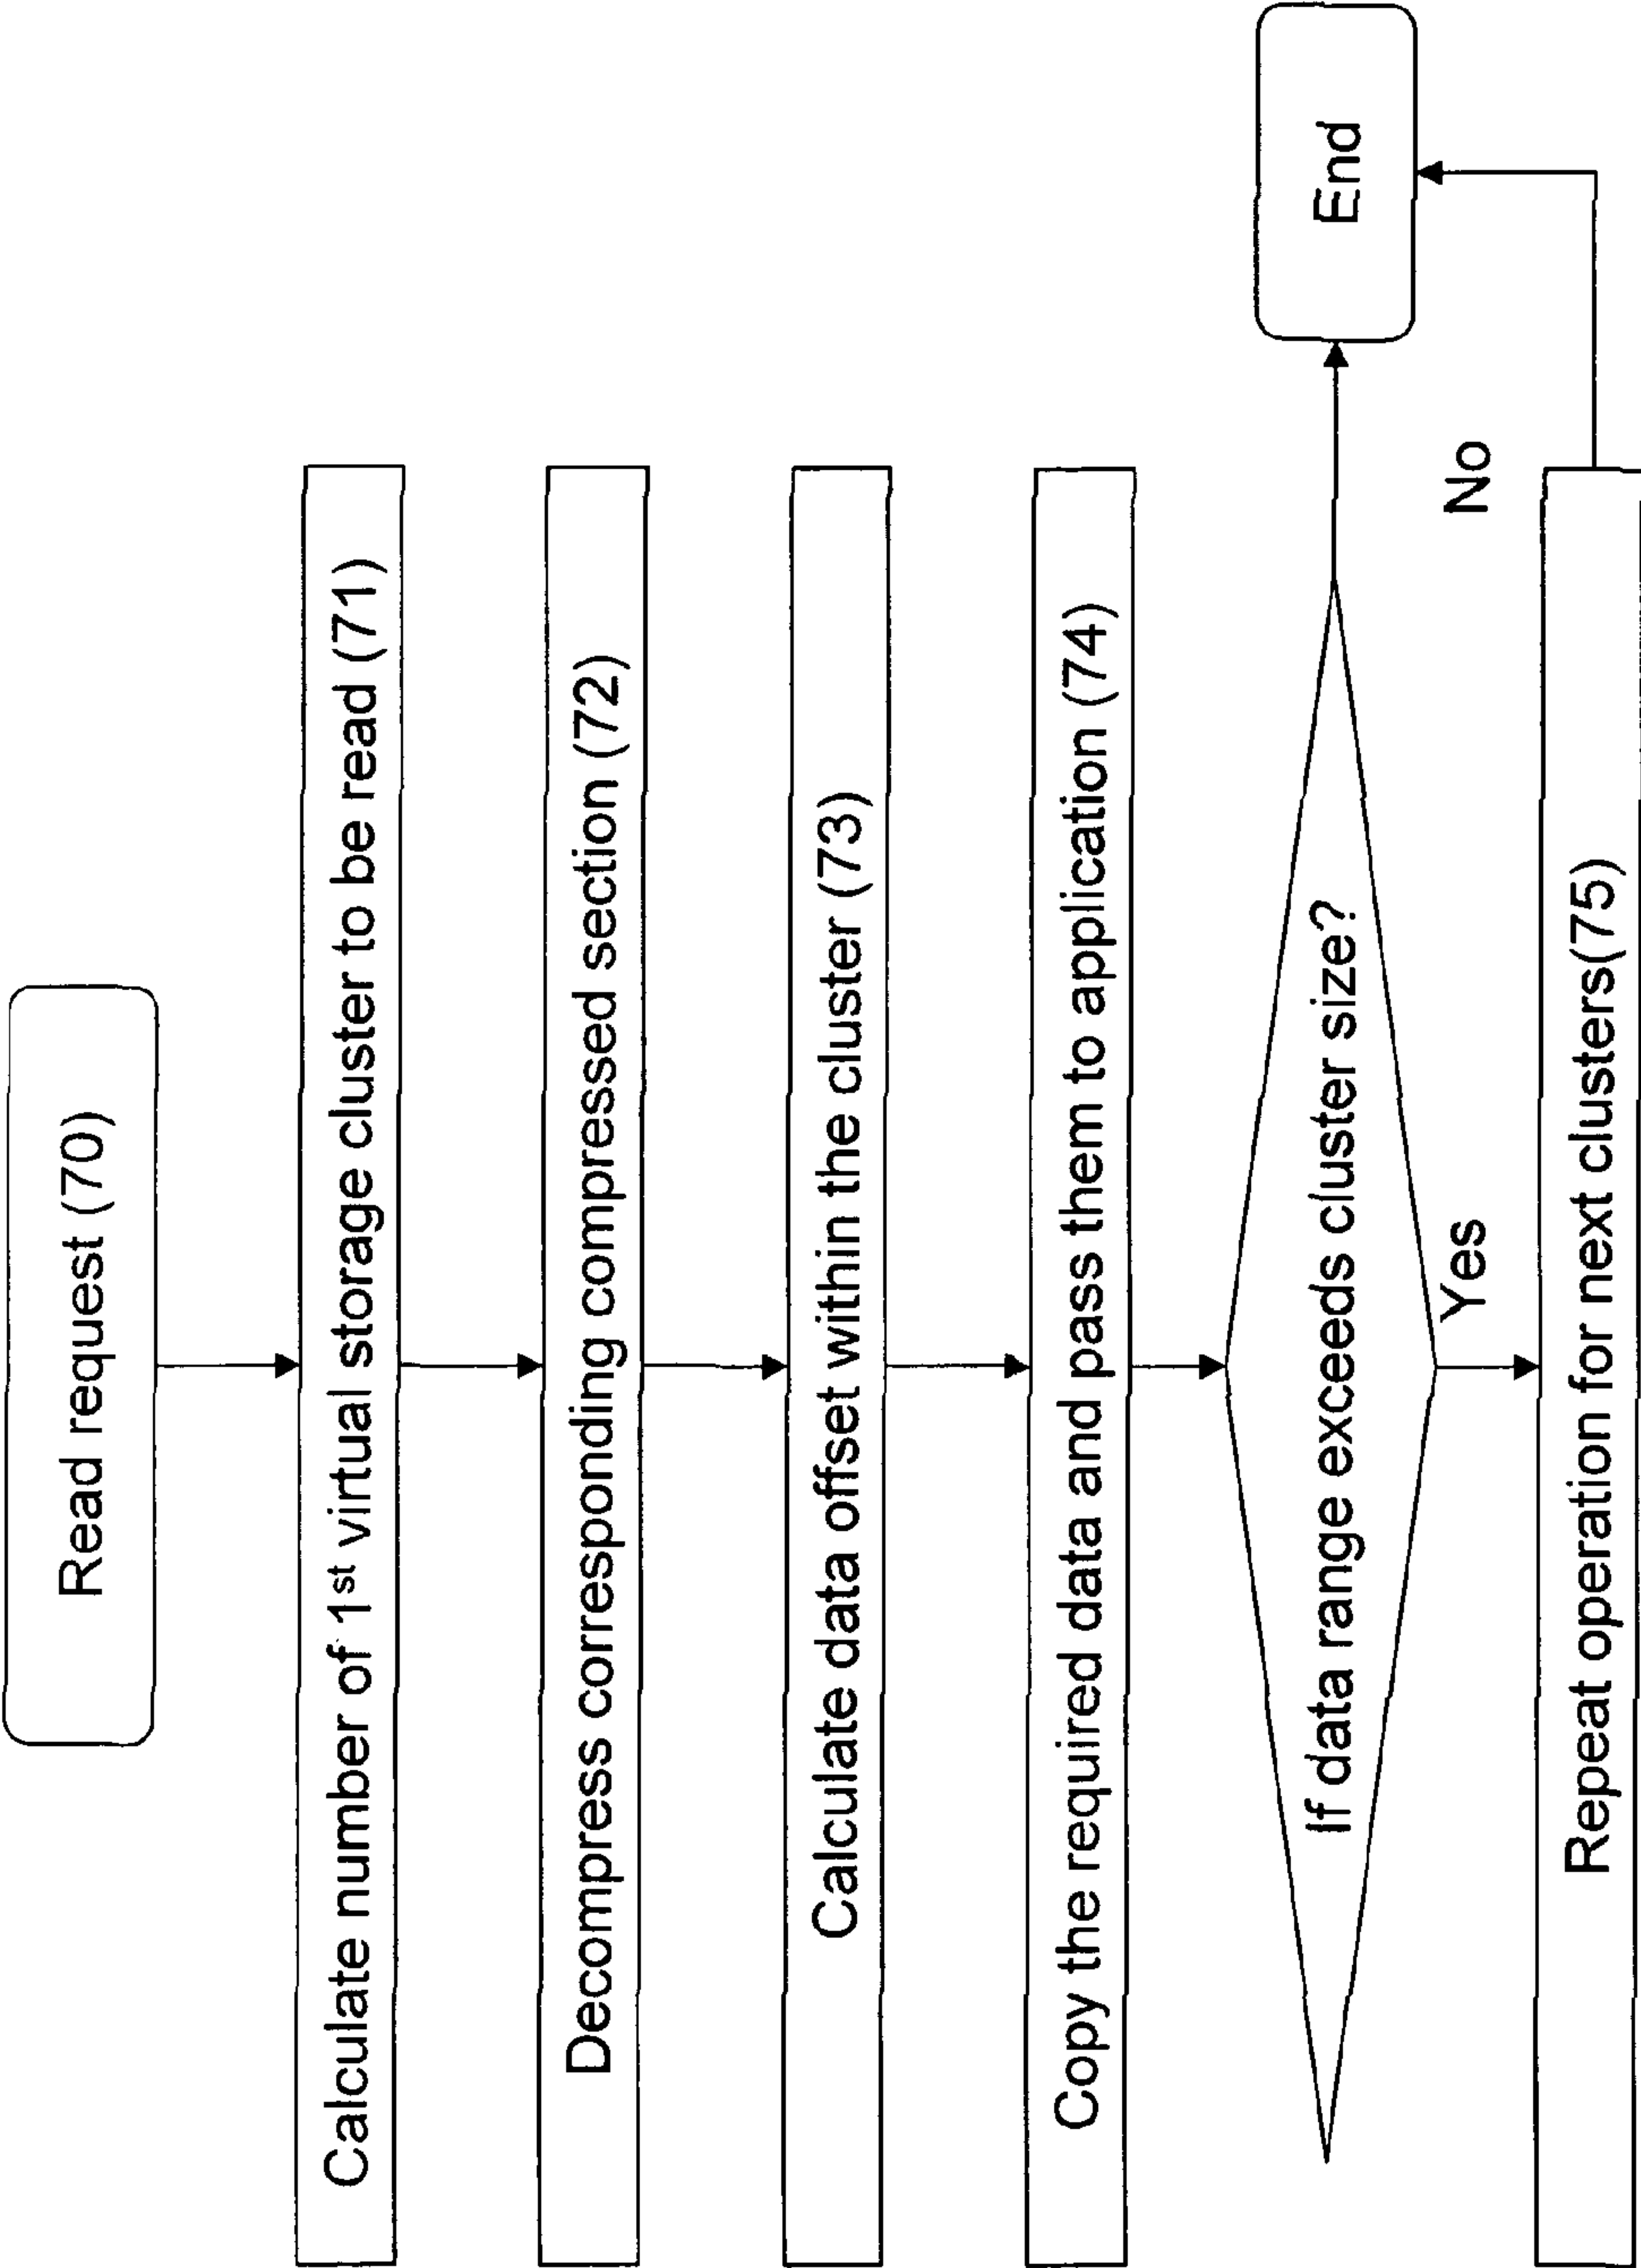 Read request (70)
Calculate number of 1st virtual storage cluster to be read (71)
Decompress corresponding compressed section (72)
Calculate data offset within the cluster (73)
Copy the required data and pass them to application (74)
If data range exceeds cluster size?
End
Yes
No
Repeat operation for next clusters(75)